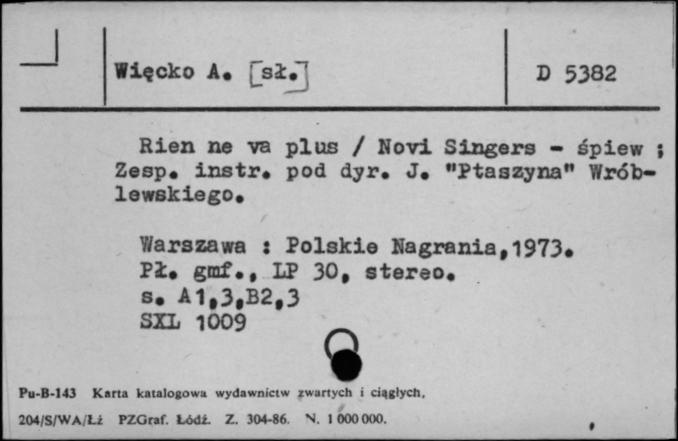 Więcko A. [sł.]
D 5382
Rien ne va plus / Novi Singers - śpiew ;
Zesp. instr. pod dyr. J. "Ptaszyna" Wrób-
lewskiego.
Warszawa : Polskie Nagrania,1973.
Pł. gmf., LP 30, stereo.
s. A1,3,B2,3
SXL 1009
Pu-B-143 Karta katalogowa wydawnictw zwartych i ciągłych,
204/S/WA/Łż PZGraf. Łódź. Z. 304-86. N. 1 000 000.